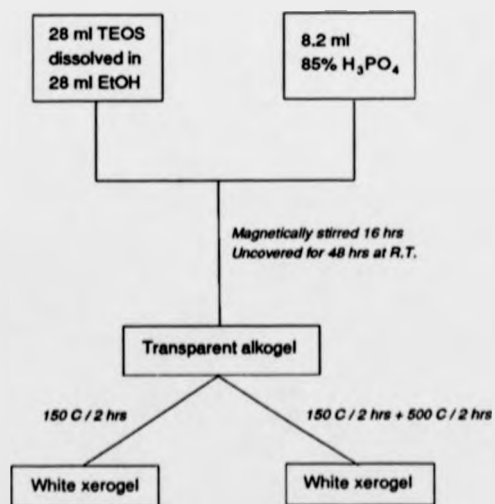 28 ml TEOS
dissolved in
28 ml EtOH
8.2 ml
85% H₃PO₄
Magnetically stirred 16 hrs
Uncovered for 48 hrs at R.T.
Transparent alkogel
150 C / 2 hrs
150 C / 2 hrs + 500 C / 2 hrs
White xerogel
White xerogel